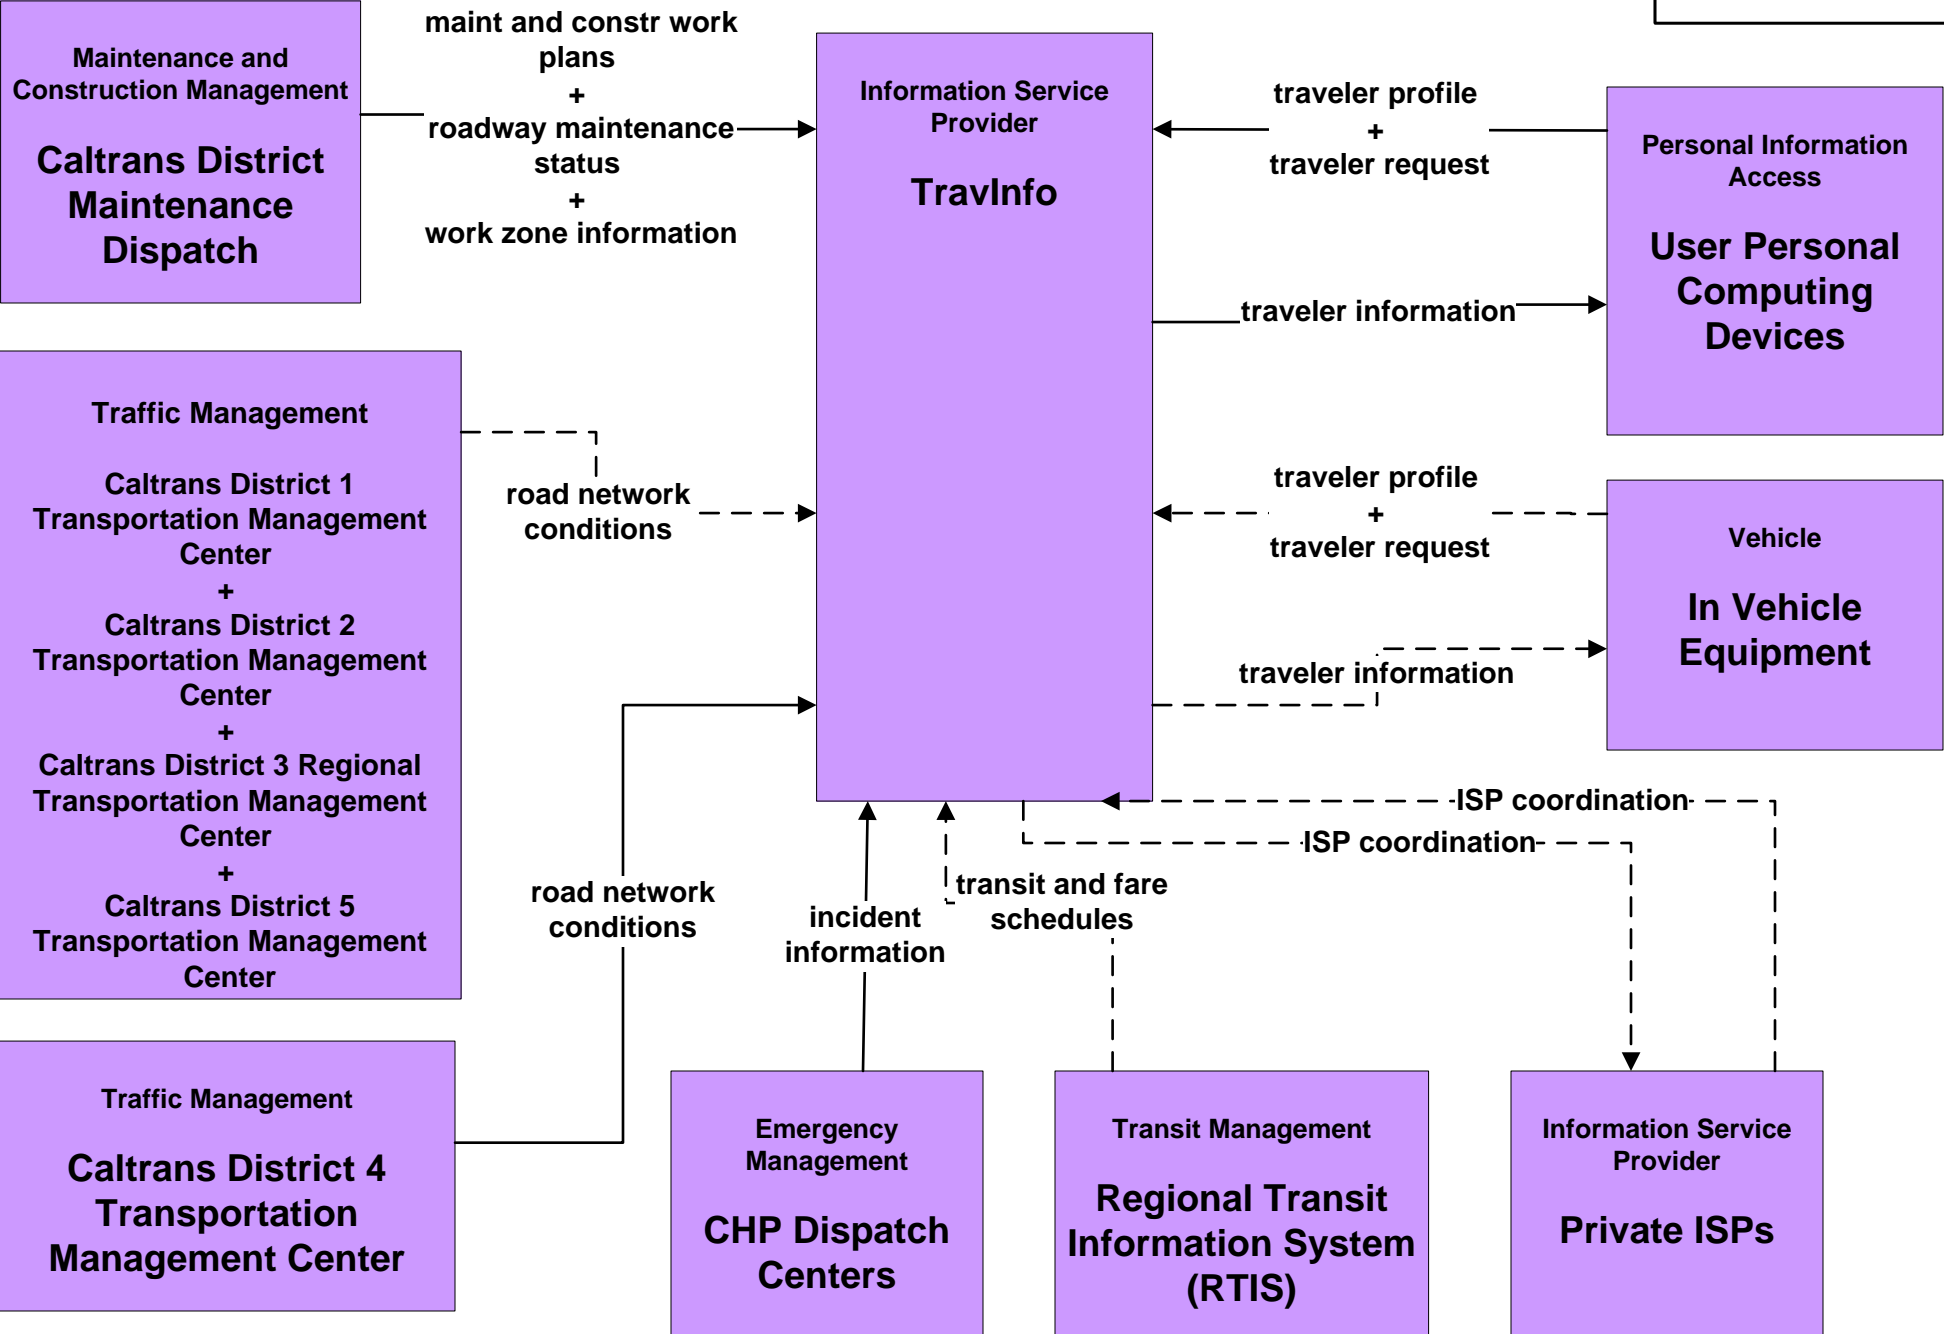 Maintenance and
Construction Management
Caltrans District
Maintenance
Dispatch
maint and constr work
plans
+
roadway maintenance
status
+
work zone information
Information Service
Provider
TravInfo
traveler profile
+
traveler request
traveler information
Personal Information
Access
User Personal
Computing
Devices
Traffic Management
Caltrans District 1
Transportation Management
Center
+
Caltrans District 2
Transportation Management
Center
+
Caltrans District 3 Regional
Transportation Management
Center
+
Caltrans District 5
Transportation Management
Center
road network
conditions
traveler profile
+
traveler request
traveler information
Vehicle
In Vehicle
Equipment
ISP coordination
ISP coordination
road network
conditions
incident
information
transit and fare
schedules
Traffic Management
Caltrans District 4
Transportation
Management Center
Emergency
Management
CHP Dispatch
Centers
Transit Management
Regional Transit
Information System
(RTIS)
Information Service
Provider
Private ISPs